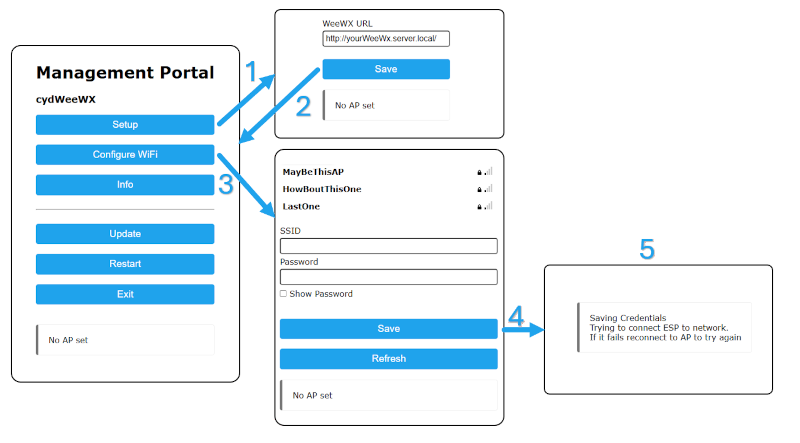 Management Portal
cydWeeWX
Setup
Configure WiFi
Info
Update
Restart
Exit
No AP set
1
WeeWX URL
http://yourWeeWx.server.local/
Save
No AP set
2
3
MayBeThisAP
HowBoutThisOne
LastOne
SSID
Password
Show Password
Save
Refresh
No AP set
4
5
Saving Credentials
Trying to connect ESP to network.
If it fails reconnect to AP to try again